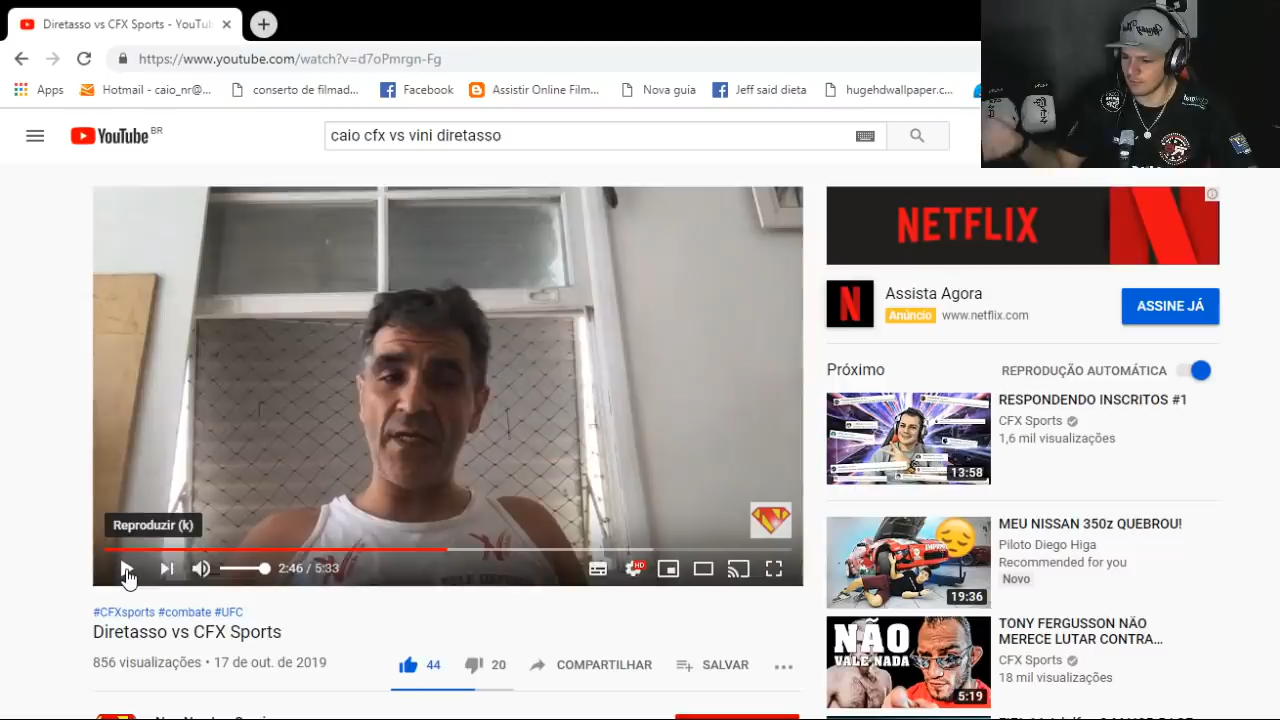 Diretasso vs CFX Sports - YouTu
https://www.youtube.com/watch?v=d7oPmrgn-Fg
Apps
Hotmail - caio_nr@...
conserto de filmad...
Facebook
Assistir Online Film...
Nova guia
Jeff said dieta
hugehdwallpaper.c...
YouTube BR
caio cfx vs vini diretasso
NETFLIX
Assista Agora
Anúncio www.netflix.com
ASSINE JÁ
Próximo
REPRODUÇÃO AUTOMÁTICA
RESPONDENDO INSCRITOS #1
CFX Sports
1,6 mil visualizações
13:58
MEU NISSAN 350z QUEBROU!
Piloto Diego Higa
Recommended for you
Novo
19:36
TONY FERGUSSON NÃO
MERECE LUTAR CONTRA...
CFX Sports
18 mil visualizações
NÃO
VALE NADA
5:19
Reproduzir (k)
2:46 / 5:33
HD
#CFXsports #combate #UFC
Diretasso vs CFX Sports
856 visualizações • 17 de out. de 2019
44
20
COMPARTILHAR
SALVAR